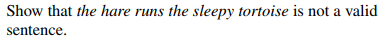 Show that the hare runs the sleepy tortoise is not a valid
sentence.